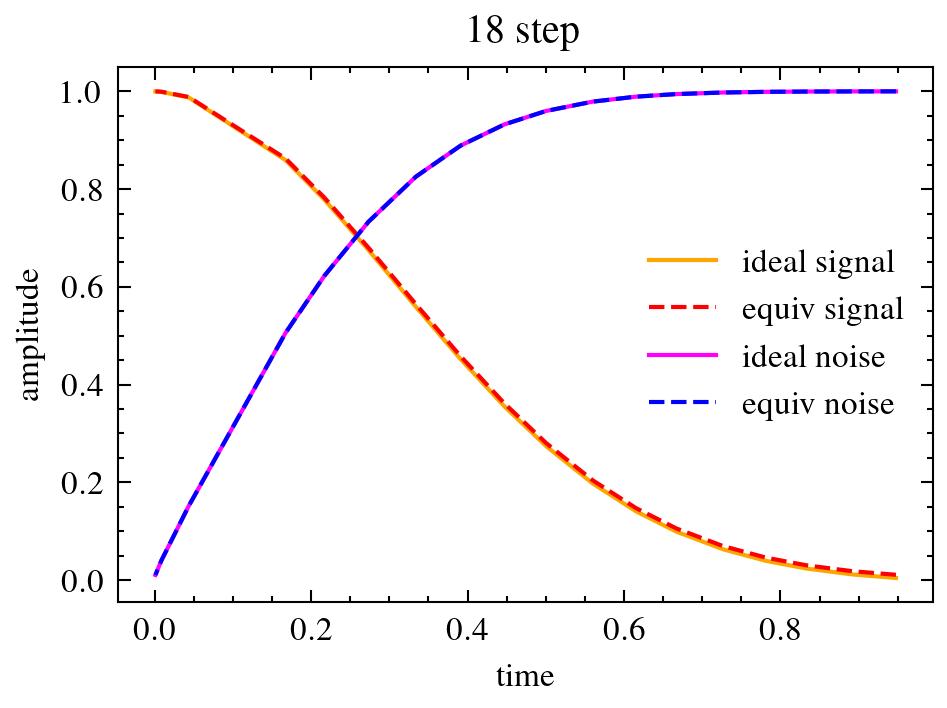 18 step
1.0
0.8
0.6
0.4
0.2
0.0
amplitude
ideal signal
equiv signal
ideal noise
equiv noise
0.0 0.2 0.4 0.6 0.8
time